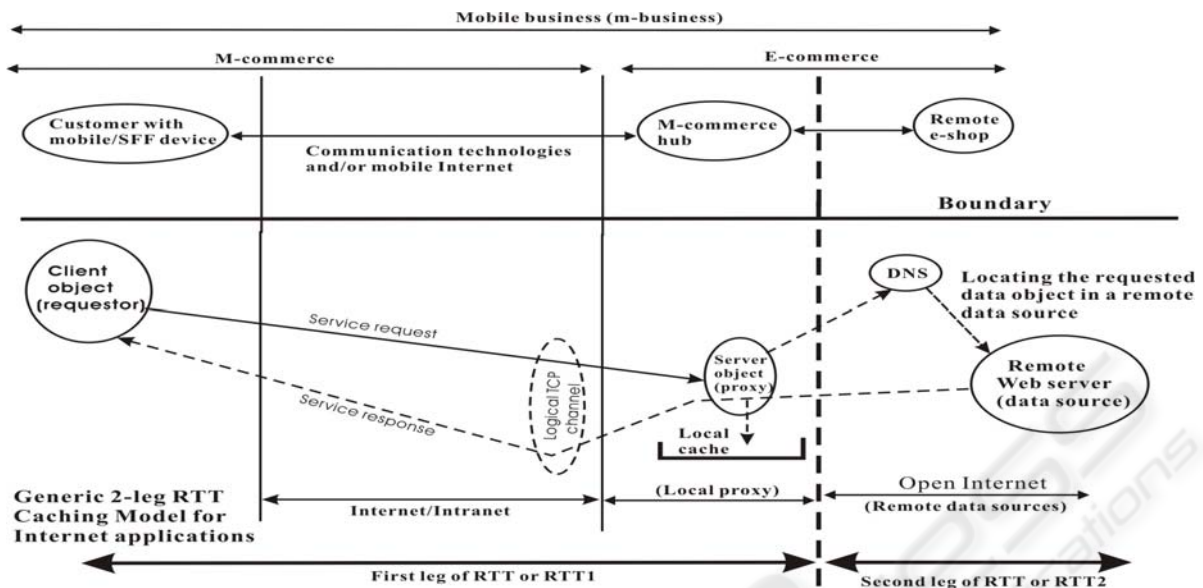 Mobile business (m-business)
M-commerce
E-commerce
Customer with
mobile/SFF device
Communication technologies
and/or mobile Internet
M-commerce
hub
Remote
e-shop
Boundary
Client
object
(requestor)
Service request
Service response
Logical TCP
channel
Server
object
(proxy)
Local
cache
DNS
Locating the requested
data object in a remote
data source
Remote
Web server
(data source)
Generic 2-leg RTT
Caching Model for
Internet applications
Internet/Intranet
(Local proxy)
Open Internet
(Remote data sources)
First leg of RTT or RTT1
Second leg of RTT or RTT2